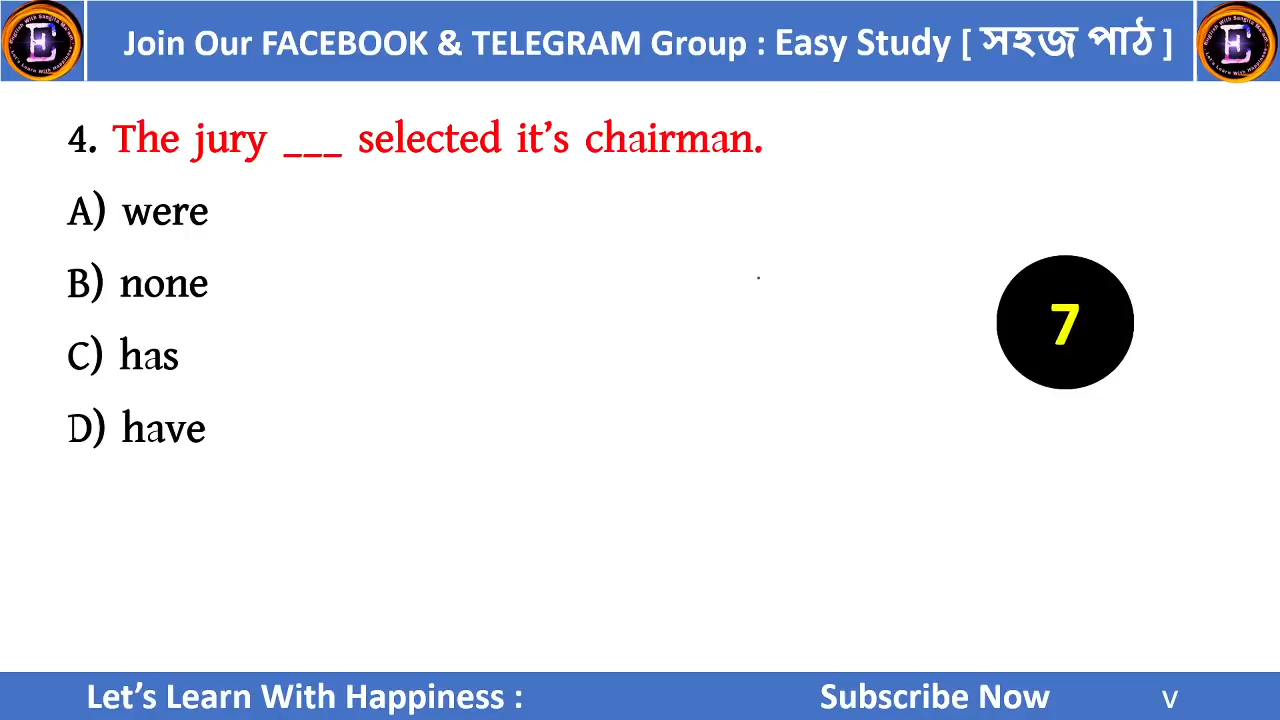 Join Our FACEBOOK & TELEGRAM Group : Easy Study [ সহজ পাঠ ]
4. The jury ___ selected it’s chairman.
A) were
B) none
C) has
D) have
7
Let’s Learn With Happiness :
Subscribe Now
v